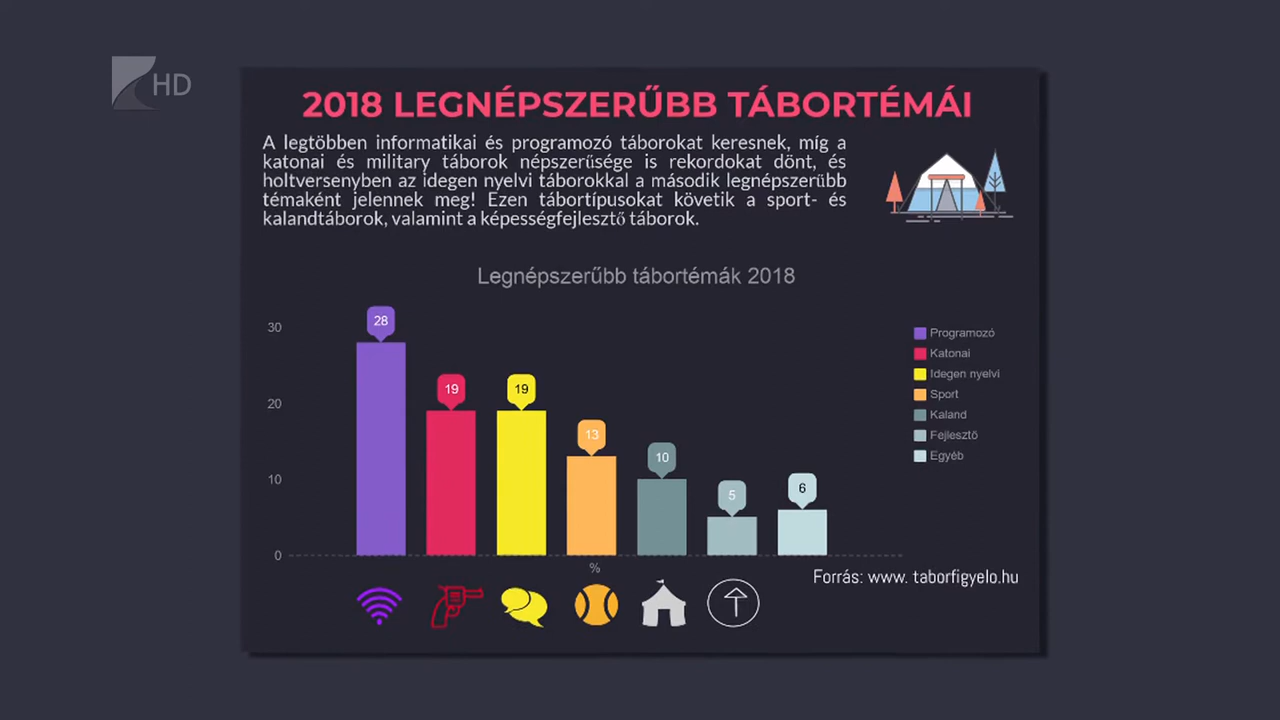 HD
2018 LEGNÉPSZERŰBB TÁBORTÉMÁI
A legtöbben informatikai és programozó táborokat keresnek, míg a
katonai és military táborok népszerűsége is rekordokat dönt, és
holtversenyben az idegen nyelvi táborokkal a második legnépszerűbb
témaként jelennek meg! Ezen tábortípusokat követik a sport- és
kalandtáborok, valamint a képességfejlesztő táborok.
Legnépszerűbb tábortémák 2018
30
20
10
0
28
19
19
13
10
5
6
%
Programozó
Katonai
Idegen nyelvi
Sport
Kaland
Fejlesztő
Egyéb
Forrás: www. taborfigyelo.hu